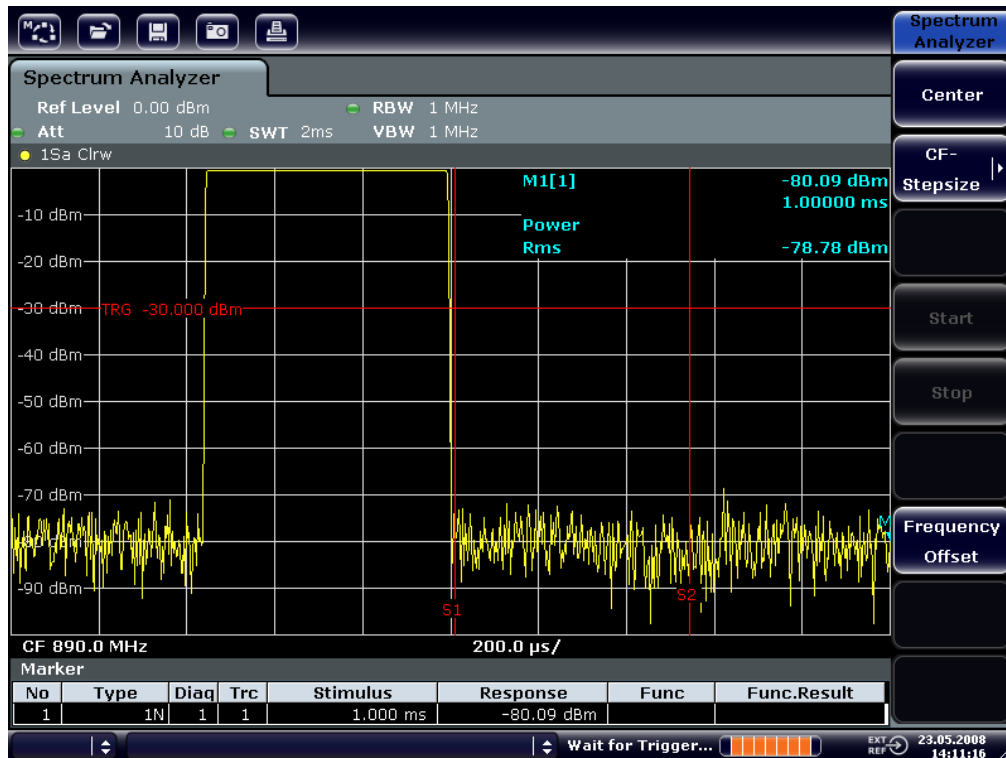 Spectrum
Analyzer
Spectrum Analyzer
Ref Level 0.00 dBm RBW 1 MHz
Att 10 dB SWT 2ms VBW 1 MHz
1Sa Clrw
M1[1] -80.09 dBm
1.00000 ms
Power
Rms -78.78 dBm
-10 dBm
-20 dBm
-30 dBm
TRG -30.000 dBm
-40 dBm
-50 dBm
-60 dBm
-70 dBm
-80 dBm
-90 dBm
S1
S2
CF 890.0 MHz 200.0 µs/
Marker
No Type Diag Trc Stimulus Response Func Func.Result
1 1N 1 1 1.000 ms -80.09 dBm
Wait for Trigger...
EXT
REF
23.05.2008
14:11:16
Center
CF-
Stepsize
Start
Stop
Frequency
Offset